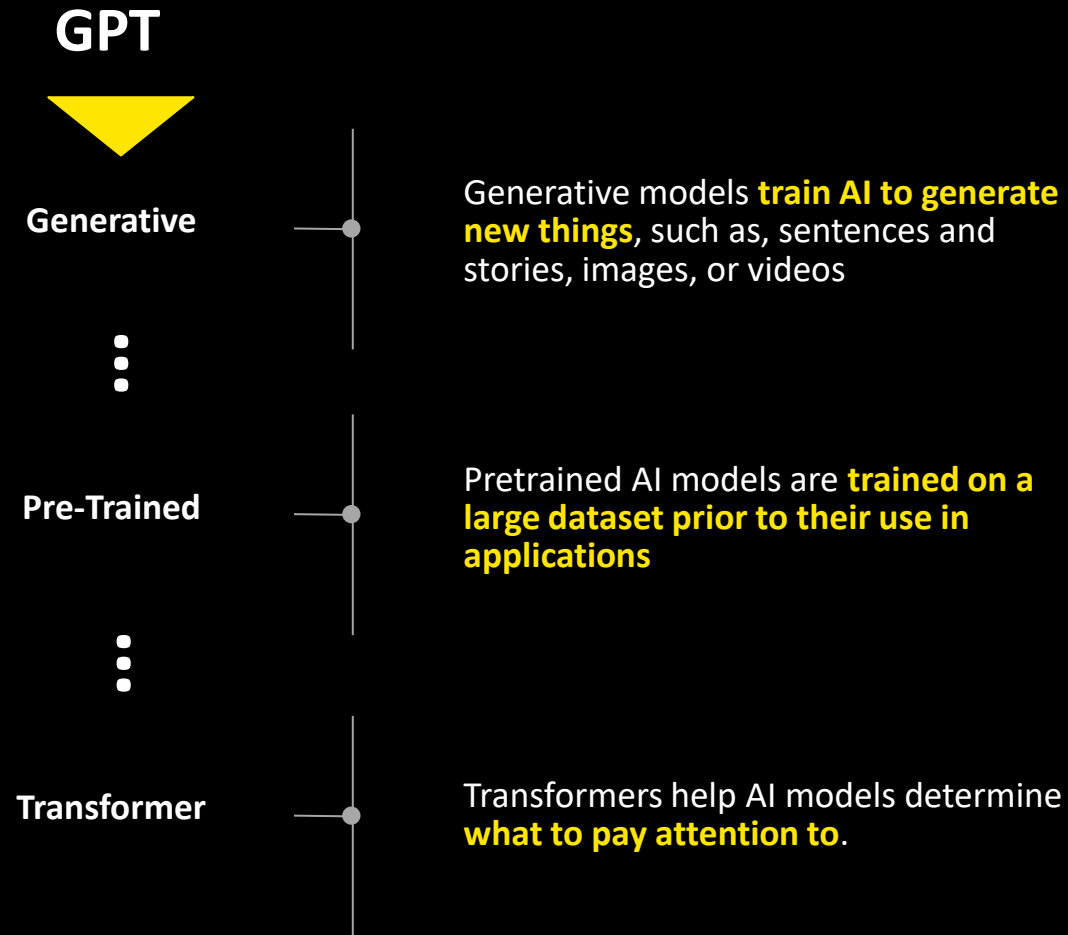 GPT
Generative
Generative models train AI to generate
new things, such as, sentences and
stories, images, or videos
Pre-Trained
Pretrained AI models are trained on a
large dataset prior to their use in
applications
Transformer
Transformers help AI models determine
what to pay attention to.